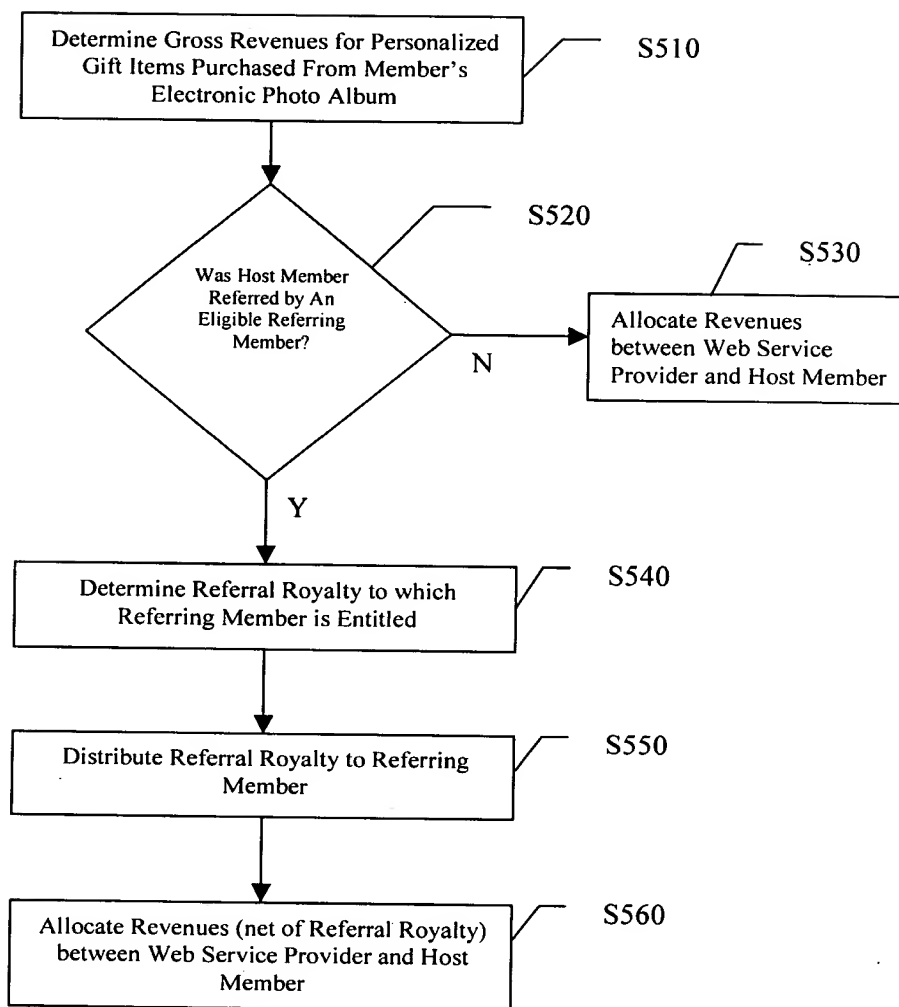 Determine Gross Revenues for Personalized
Gift Items Purchased From Member's
Electronic Photo Album
S510
S520
Was Host Member
Referred by An
Eligible Referring
Member?
S530
Allocate Revenues
between Web Service
Provider and Host Member
N
Y
Determine Referral Royalty to which
Referring Member is Entitled
S540
Distribute Referral Royalty to Referring
Member
S550
Allocate Revenues (net of Referral Royalty)
between Web Service Provider and Host
Member
S560